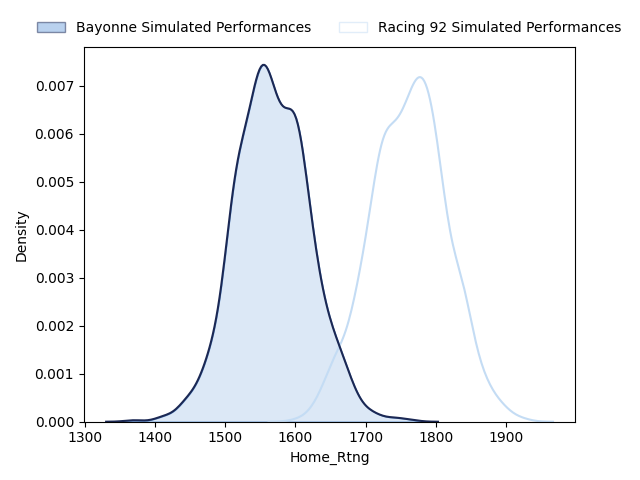 Bayonne Simulated Performances
Racing 92 Simulated Performances
0.007
0.006
0.005
0.004
0.003
0.002
0.001
0.000
Density
1300 1400 1500 1600 1700 1800 1900
Home_Rtng